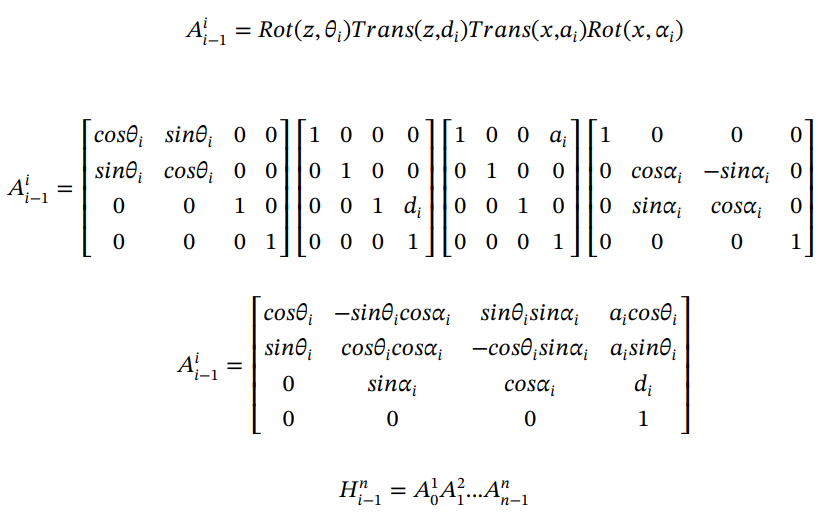 A_{i-1}^{i} = Rot(z, θ_i)Trans(z,d_i)Trans(x,a_i)Rot(x, α_i)
A_{i-1}^{i} = [cosθ_i sinθ_i 0 0; sinθ_i cosθ_i 0 0; 0 0 1 0; 0 0 0 1] [1 0 0 0; 0 1 0 0; 0 0 1 d_i; 0 0 0 1] [1 0 0 a_i; 0 1 0 0; 0 0 1 0; 0 0 0 1] [1 0 0 0; 0 cosα_i −sinα_i 0; 0 sinα_i cosα_i 0; 0 0 0 1]
A_{i-1}^{i} = [cosθ_i −sinθ_icosα_i sinθ_isinα_i a_icosθ_i; sinθ_i cosθ_icosα_i −cosθ_isinα_i a_isinθ_i; 0 sinα_i cosα_i d_i; 0 0 0 1]
H_{i-1}^{n} = A_0^1A_1^2...A_{n-1}^{n}